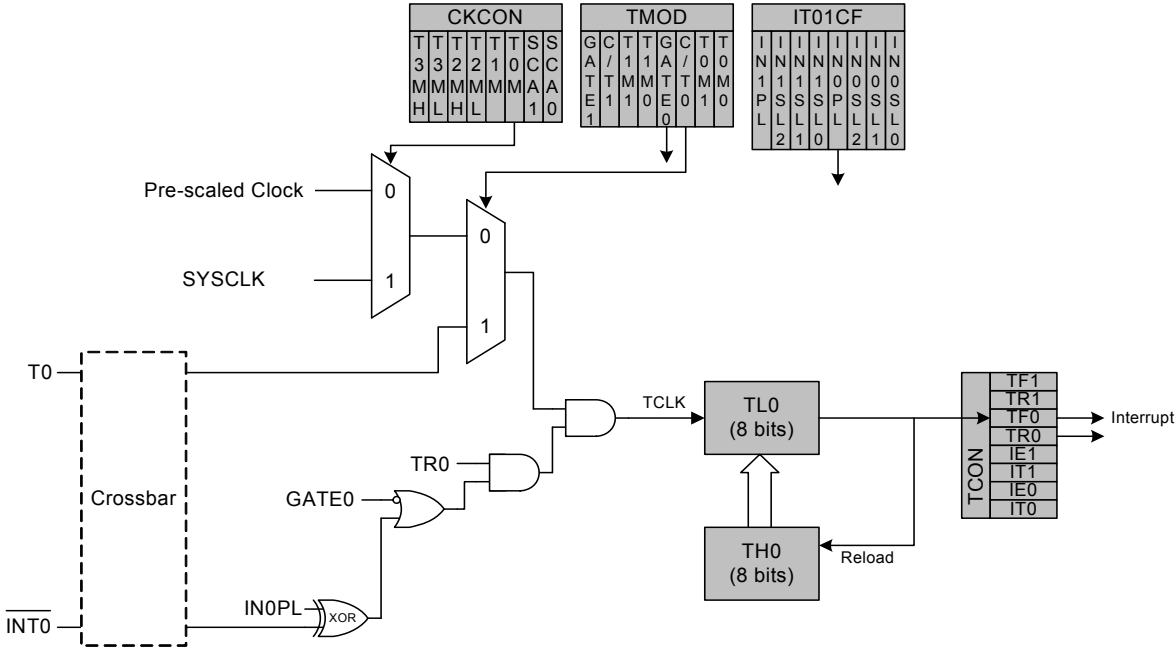 CKCON
TMOD
IT01CF
T3MH
T3ML
T2MH
T2ML
T1M
T0M
SCA1
SCA0
GATE1
C/T1
T1M1
T1M0
GATE0
C/T0
T0M1
T0M0
IN1PL
IN1SL2
IN1SL1
IN1SL0
IN0PL
IN0SL2
IN0SL1
IN0SL0
Pre-scaled Clock
0
SYSCLK
1
0
1
T0
Crossbar
INT0
TR0
GATE0
IN0PL
XOR
TCLK
TL0
(8 bits)
TH0
(8 bits)
Reload
TCON
TF1
TR1
TF0
TR0
IE1
IT1
IE0
IT0
Interrupt